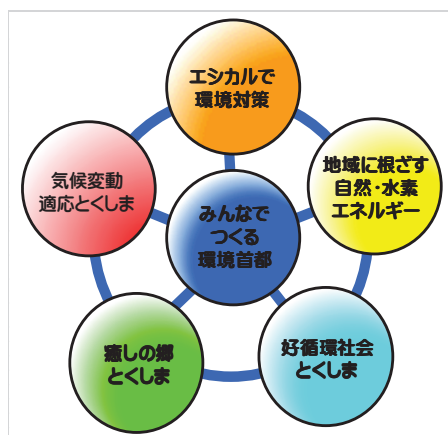 エシカルで
環境対策
地域に根ざす
自然・水素
エネルギー
気候変動
適応とくしま
みんなで
つくる
環境首都
癒しの郷
とくしま
好循環社会
とくしま